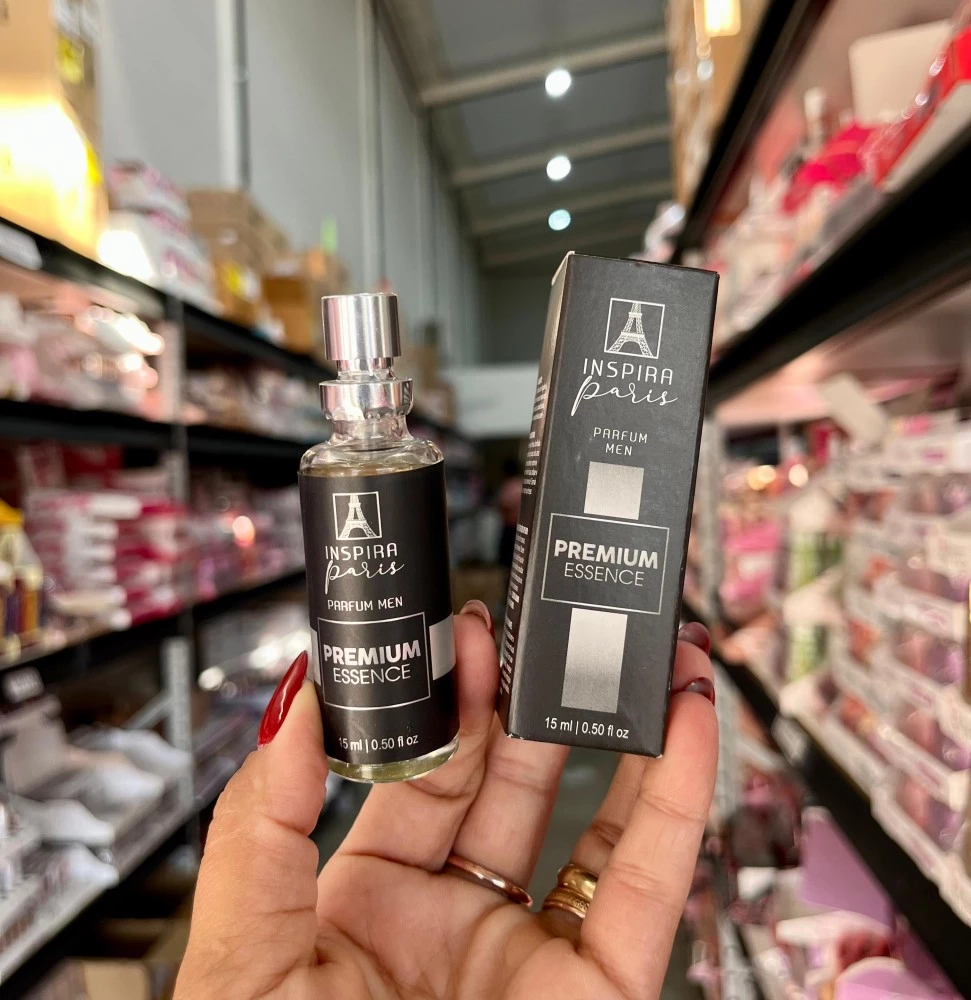 INSPIRA
paris
PARFUM MEN
PREMIUM
ESSENCE
15 ml | 0.50 fl oz
INSPIRA
paris
PARFUM
MEN
PREMIUM
ESSENCE
15 ml | 0.50 fl oz